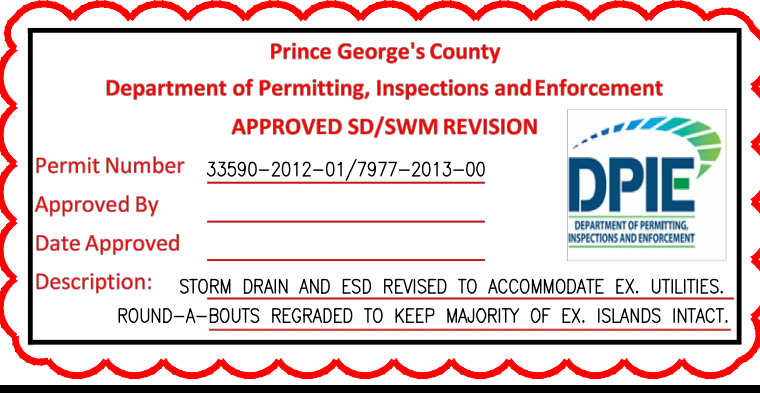 Prince George's County
Department of Permitting, Inspections and Enforcement
APPROVED SD/SWM REVISION
Permit Number 33590-2012-01/7977-2013-00
Approved By
Date Approved
Description: STORM DRAIN AND ESD REVISED TO ACCOMMODATE EX. UTILITIES.
ROUND-A-BOUTS REGRADED TO KEEP MAJORITY OF EX. ISLANDS INTACT.
DPIE
DEPARTMENT OF PERMITTING,
INSPECTIONS AND ENFORCEMENT